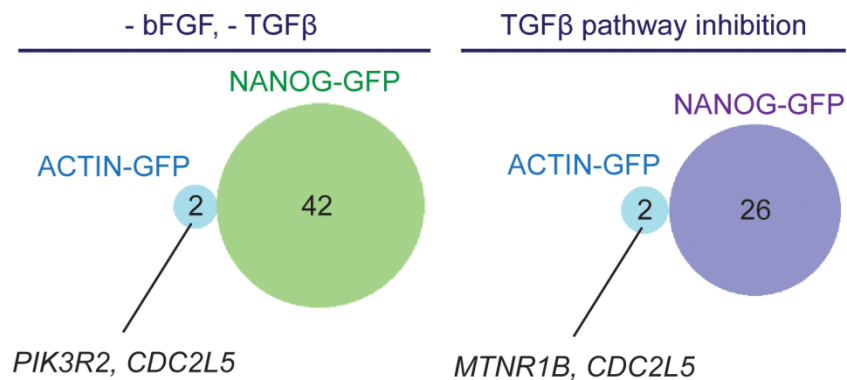 - bFGF, - TGFβ
NANOG-GFP
ACTIN-GFP
2
42
PIK3R2, CDC2L5
TGFβ pathway inhibition
NANOG-GFP
ACTIN-GFP
2
26
MTNR1B, CDC2L5